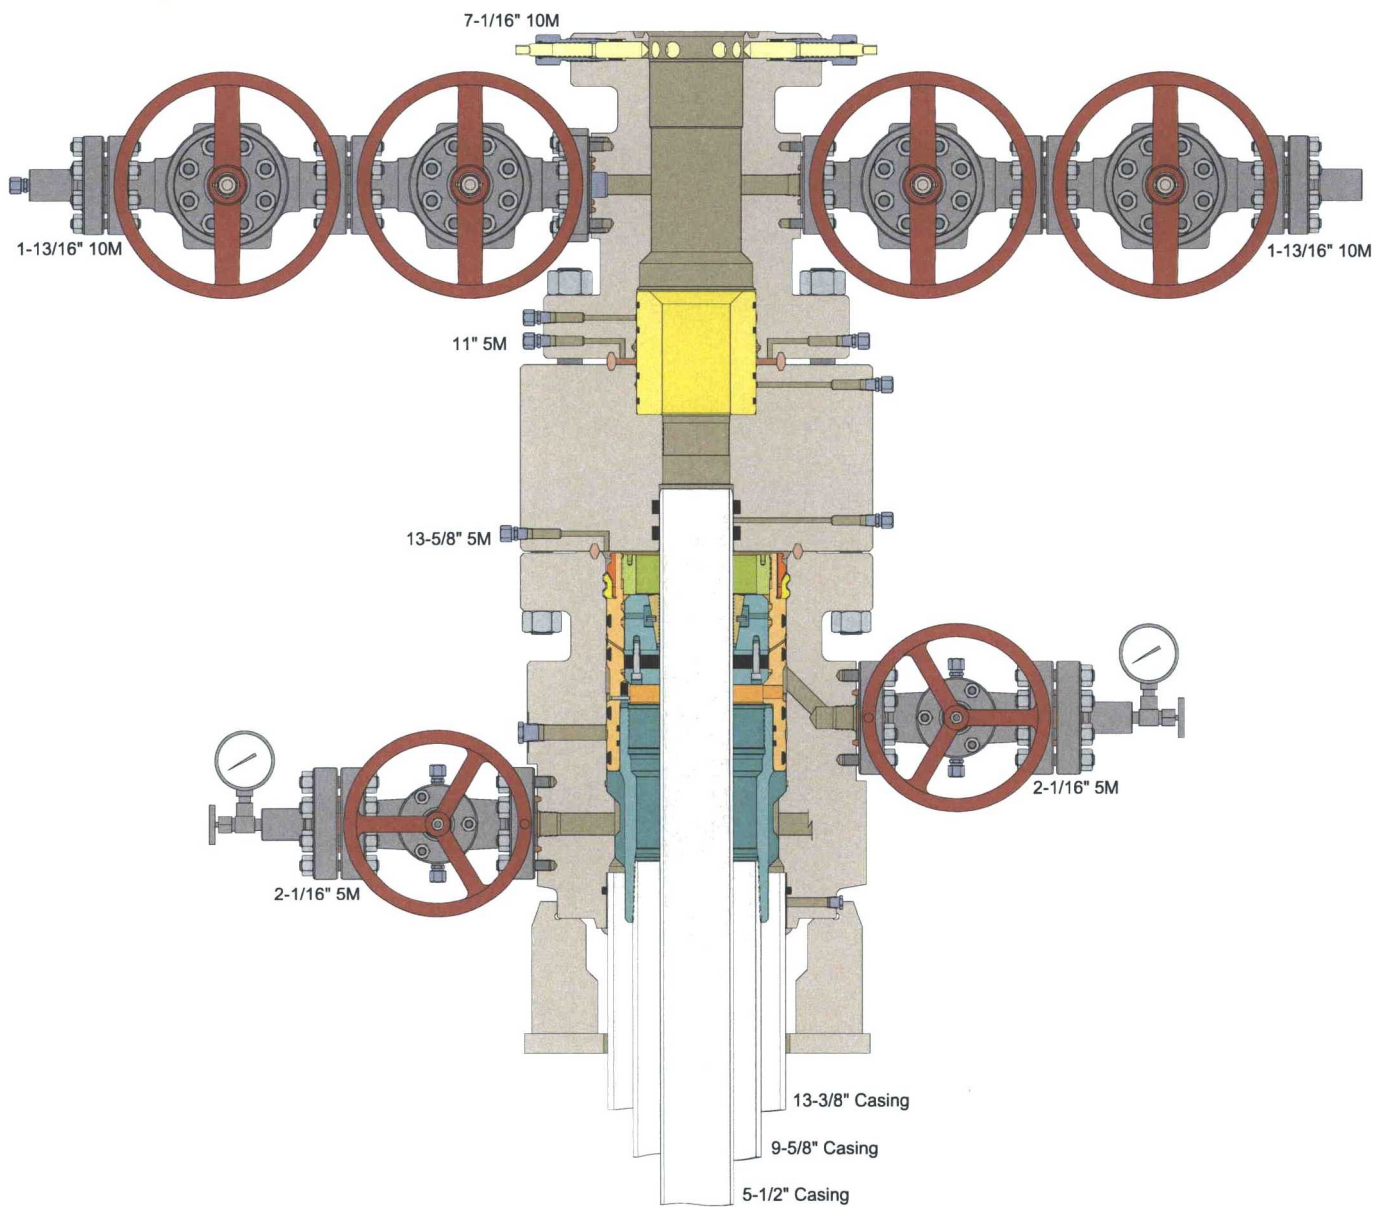 7-1/16" 10M
1-13/16" 10M
1-13/16" 10M
11" 5M
13-5/8" 5M
2-1/16" 5M
2-1/16" 5M
13-3/8" Casing
9-5/8" Casing
5-1/2" Casing